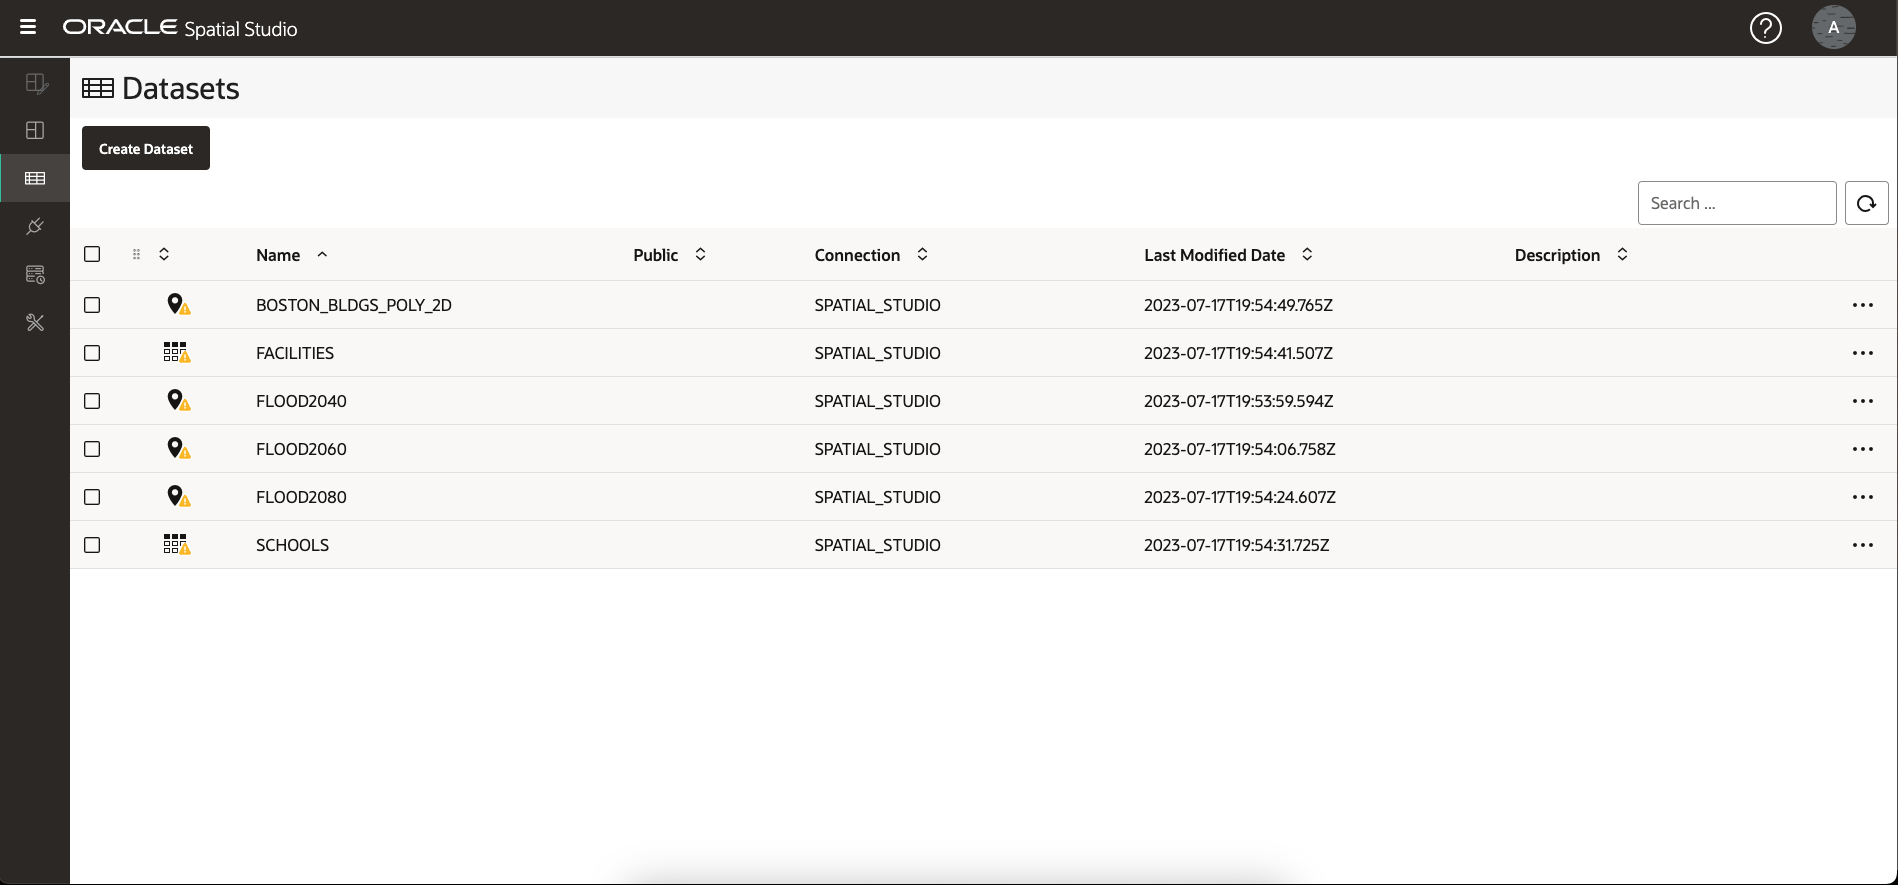 ORACLE Spatial Studio
?
A
Datasets
Create Dataset
Search ...
Name Public Connection Last Modified Date Description
BOSTON_BLDGS_POLY_2D SPATIAL_STUDIO 2023-07-17T19:54:49.765Z
FACILITIES SPATIAL_STUDIO 2023-07-17T19:54:41.507Z
FLOOD2040 SPATIAL_STUDIO 2023-07-17T19:53:59.594Z
FLOOD2060 SPATIAL_STUDIO 2023-07-17T19:54:06.758Z
FLOOD2080 SPATIAL_STUDIO 2023-07-17T19:54:24.607Z
SCHOOLS SPATIAL_STUDIO 2023-07-17T19:54:31.725Z